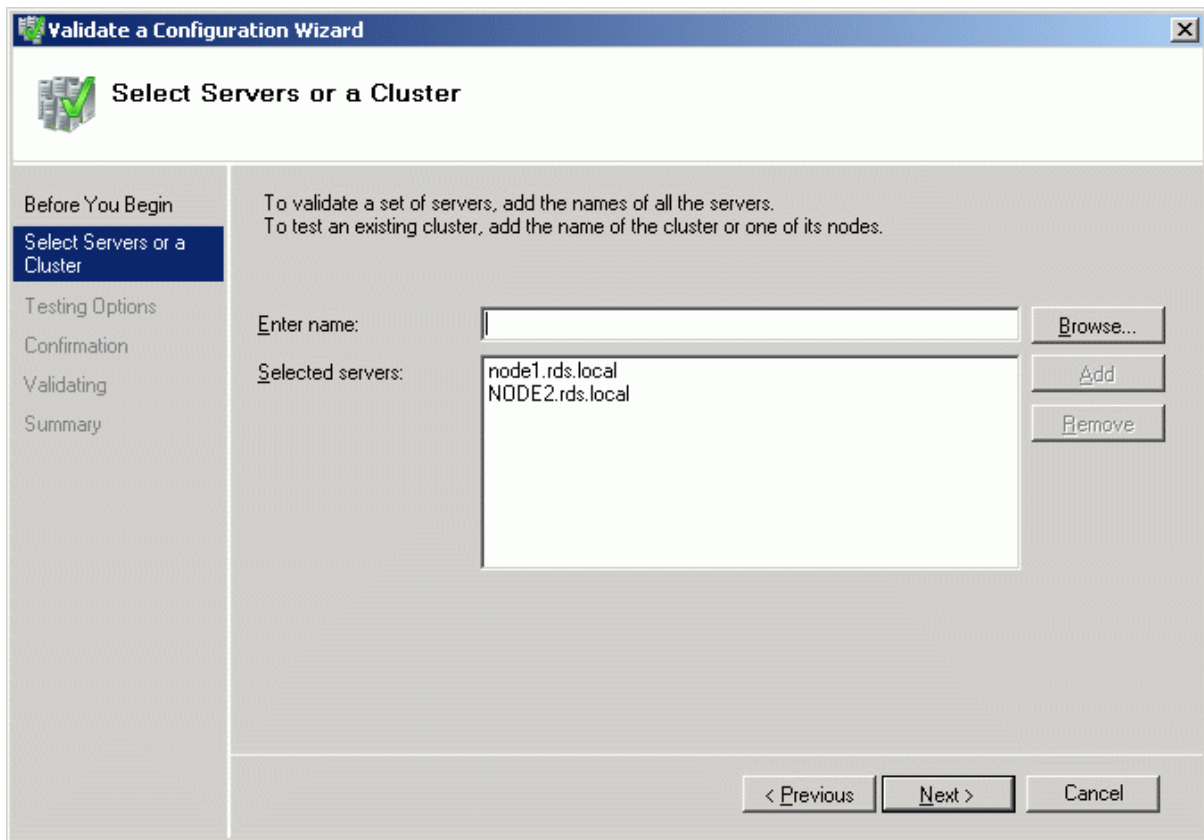 Validate a Configuration Wizard
Select Servers or a Cluster
Before You Begin
Select Servers or a
Cluster
Testing Options
Confirmation
Validating
Summary
To validate a set of servers, add the names of all the servers.
To test an existing cluster, add the name of the cluster or one of its nodes.
Enter name:
Browse...
Selected servers:
node1.rds.local
NODE2.rds.local
Add
Remove
< Previous
Next >
Cancel